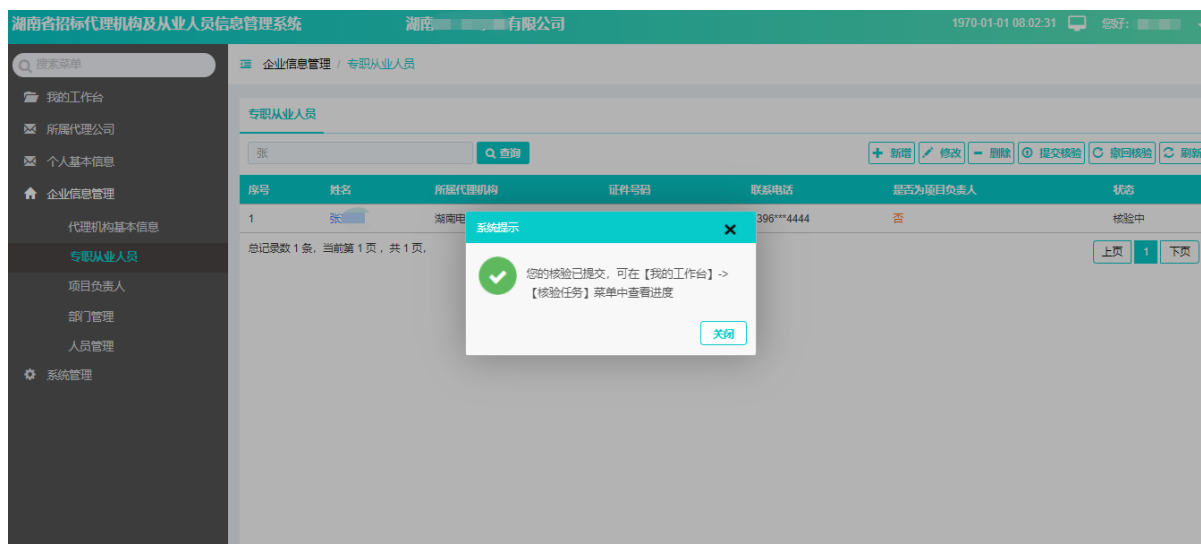 湖南省招标代理机构及从业人员信息管理系统 湖南 有限公司 1970-01-01 08:02:31 您好:
搜索菜单
企业信息管理 / 专职从业人员
我的工作台
所属代理公司
个人基本信息
企业信息管理
代理机构基本信息
专职从业人员
项目负责人
部门管理
人员管理
系统管理
专职从业人员
张 查询 新增 修改 删除 提交核验 撤回核验 刷新
序号 姓名 所属代理机构 证件号码 联系电话 是否为项目负责人 状态
1 张 湖南电 396***4444 否 核验中
总记录数 1 条, 当前第 1 页 , 共 1 页, 上页 1 下页
系统提示
您的核验已提交, 可在【我的工作台】->
【核验任务】菜单中查看进度
关闭